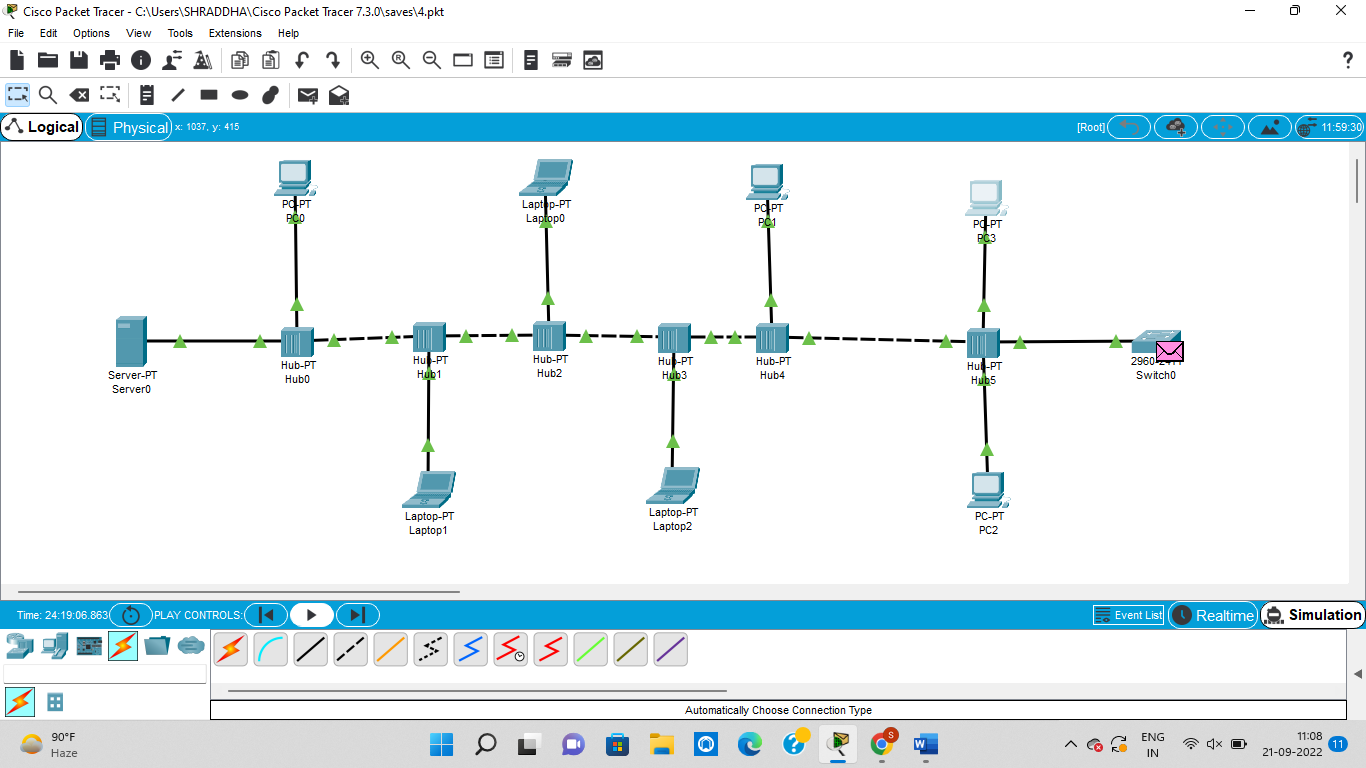 Cisco Packet Tracer - C:\Users\SHRADDHA\Cisco Packet Tracer 7.3.0\saves\4.pkt
File Edit Options View Tools Extensions Help
Logical Physical x: 1037, y: 415 [Root] 11:59:30
PC-PT
PC0
Laptop-PT
Laptop0
PC-PT
PC1
PC-PT
PC3
Server-PT
Server0
Hub-PT
Hub0
Hub-PT
Hub1
Hub-PT
Hub2
Hub-PT
Hub3
Hub-PT
Hub4
Hub-PT
Hub5
Switch0
Laptop-PT
Laptop1
Laptop-PT
Laptop2
PC-PT
PC2
Time: 24:19:06.863 PLAY CONTROLS: Event List Realtime Simulation
Automatically Choose Connection Type
90°F
Haze
ENG
IN
11:08
21-09-2022
11